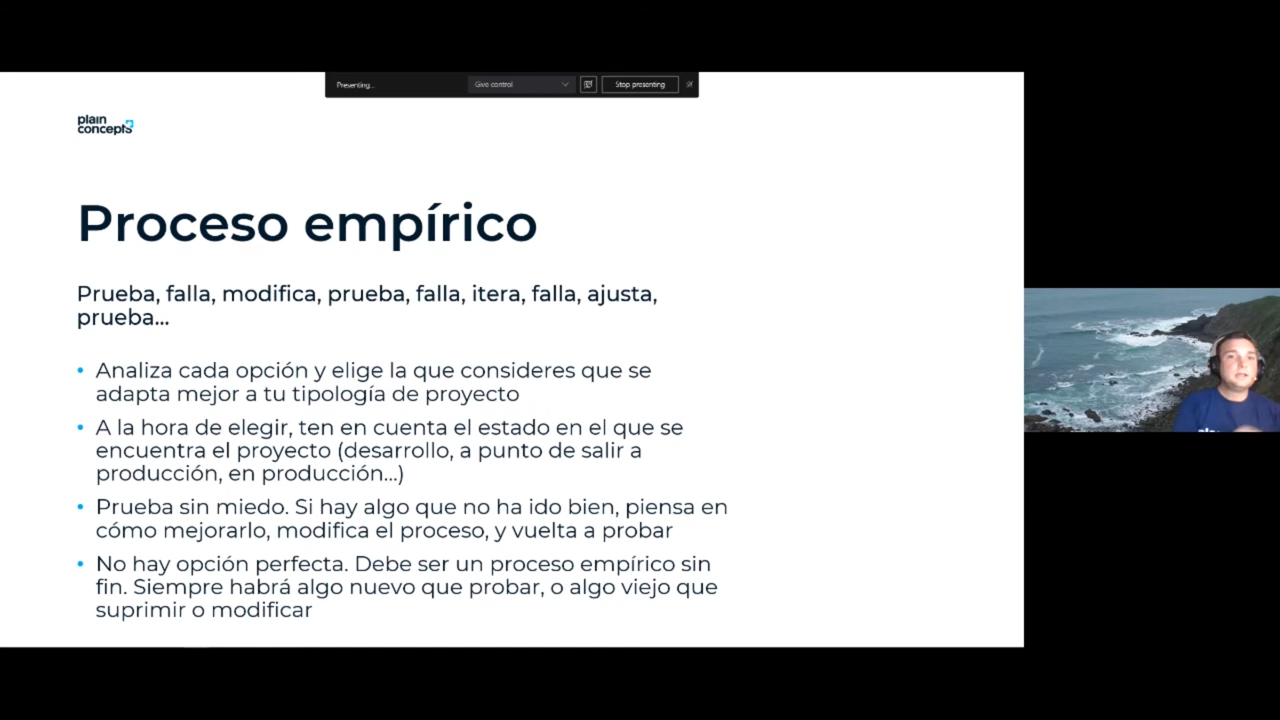 Presenting...
Give control
Stop presenting
plain
concepts
Proceso empírico
Prueba, falla, modifica, prueba, falla, itera, falla, ajusta,
prueba...
• Analiza cada opción y elige la que consideres que se
adapta mejor a tu tipología de proyecto
• A la hora de elegir, ten en cuenta el estado en el que se
encuentra el proyecto (desarrollo, a punto de salir a
producción, en producción...)
• Prueba sin miedo. Si hay algo que no ha ido bien, piensa en
cómo mejorarlo, modifica el proceso, y vuelta a probar
• No hay opción perfecta. Debe ser un proceso empírico sin
fin. Siempre habrá algo nuevo que probar, o algo viejo que
suprimir o modificar